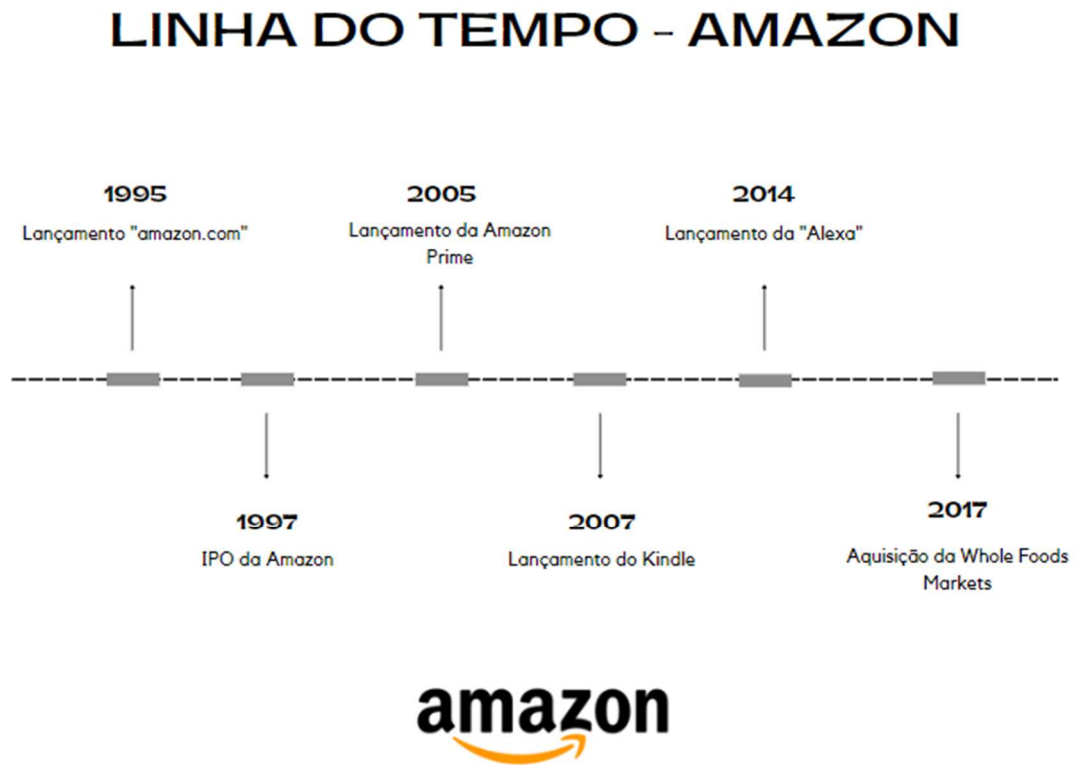 LINHA DO TEMPO - AMAZON
1995
Lançamento "amazon.com"
2005
Lançamento da Amazon
Prime
2014
Lançamento da "Alexa"
1997
IPO da Amazon
2007
Lançamento do Kindle
2017
Aquisição da Whole Foods
Markets
amazon